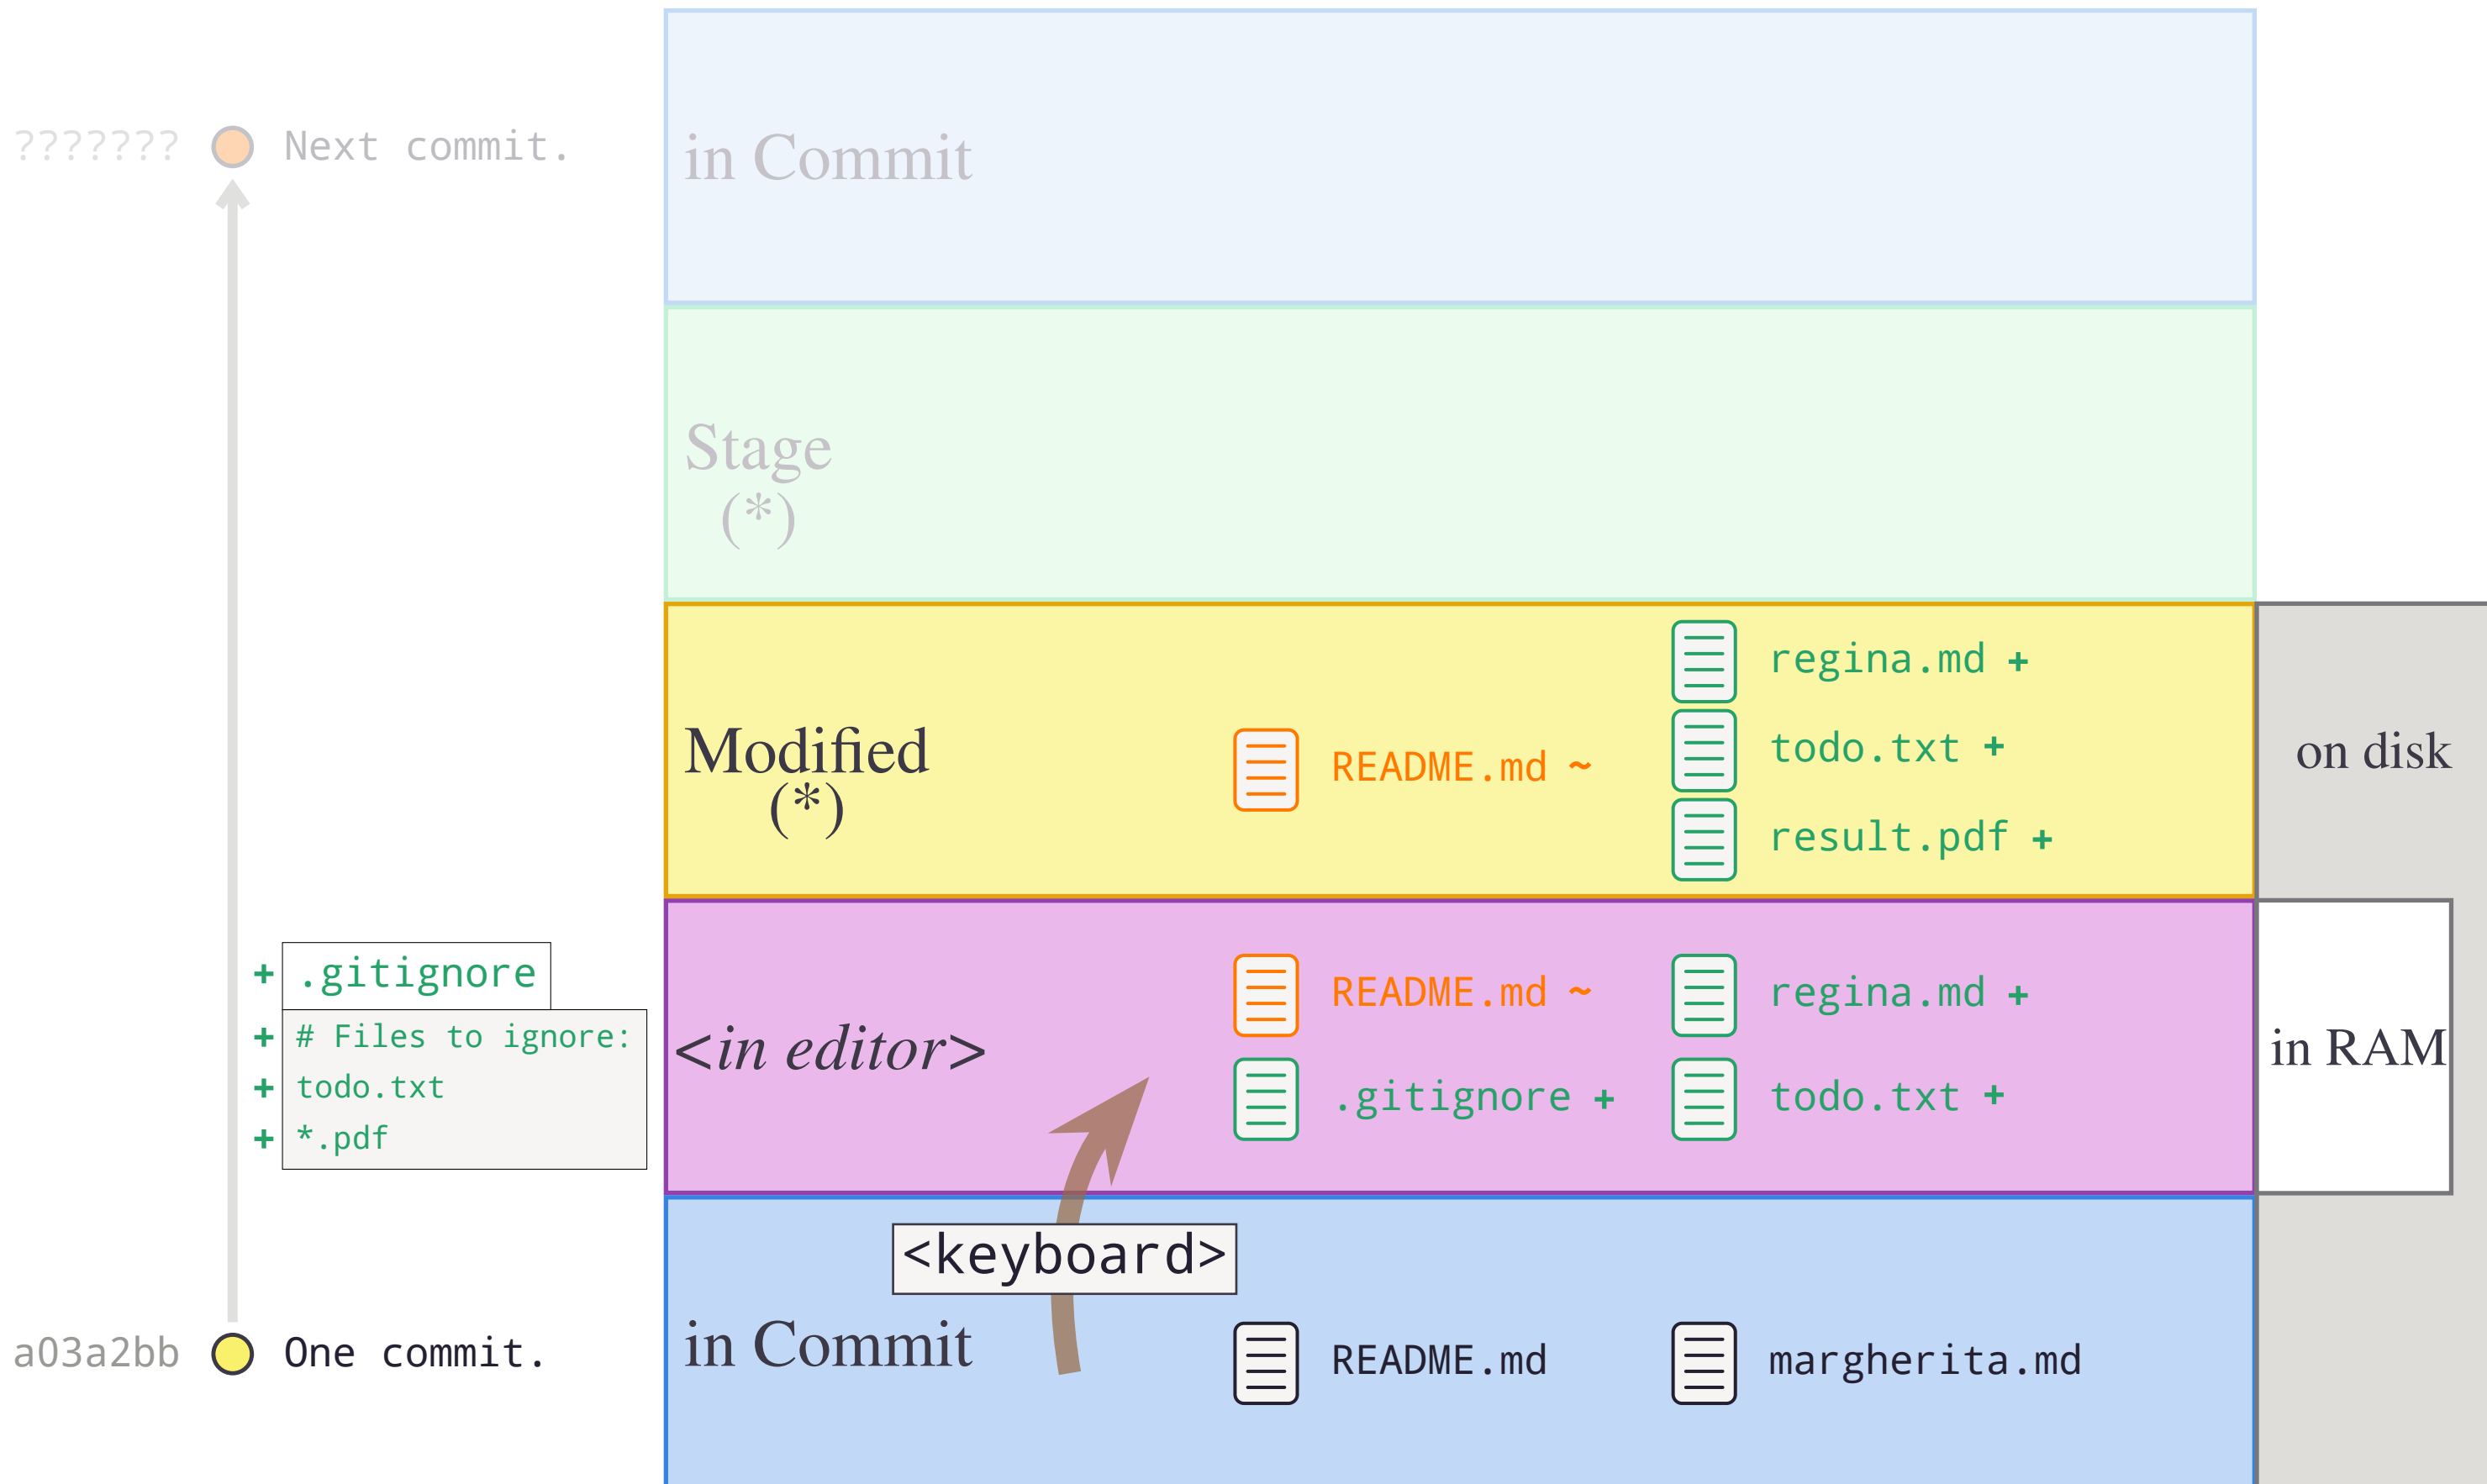 ??????? Next commit.
in Commit
Stage
(*)
Modified
(*)
README.md ~
regina.md +
todo.txt +
result.pdf +
on disk
+ .gitignore
+ # Files to ignore:
+ todo.txt
+ *.pdf
<in editor>
README.md ~
regina.md +
.gitignore +
todo.txt +
in RAM
<keyboard>
a03a2bb One commit.
in Commit
README.md
margherita.md